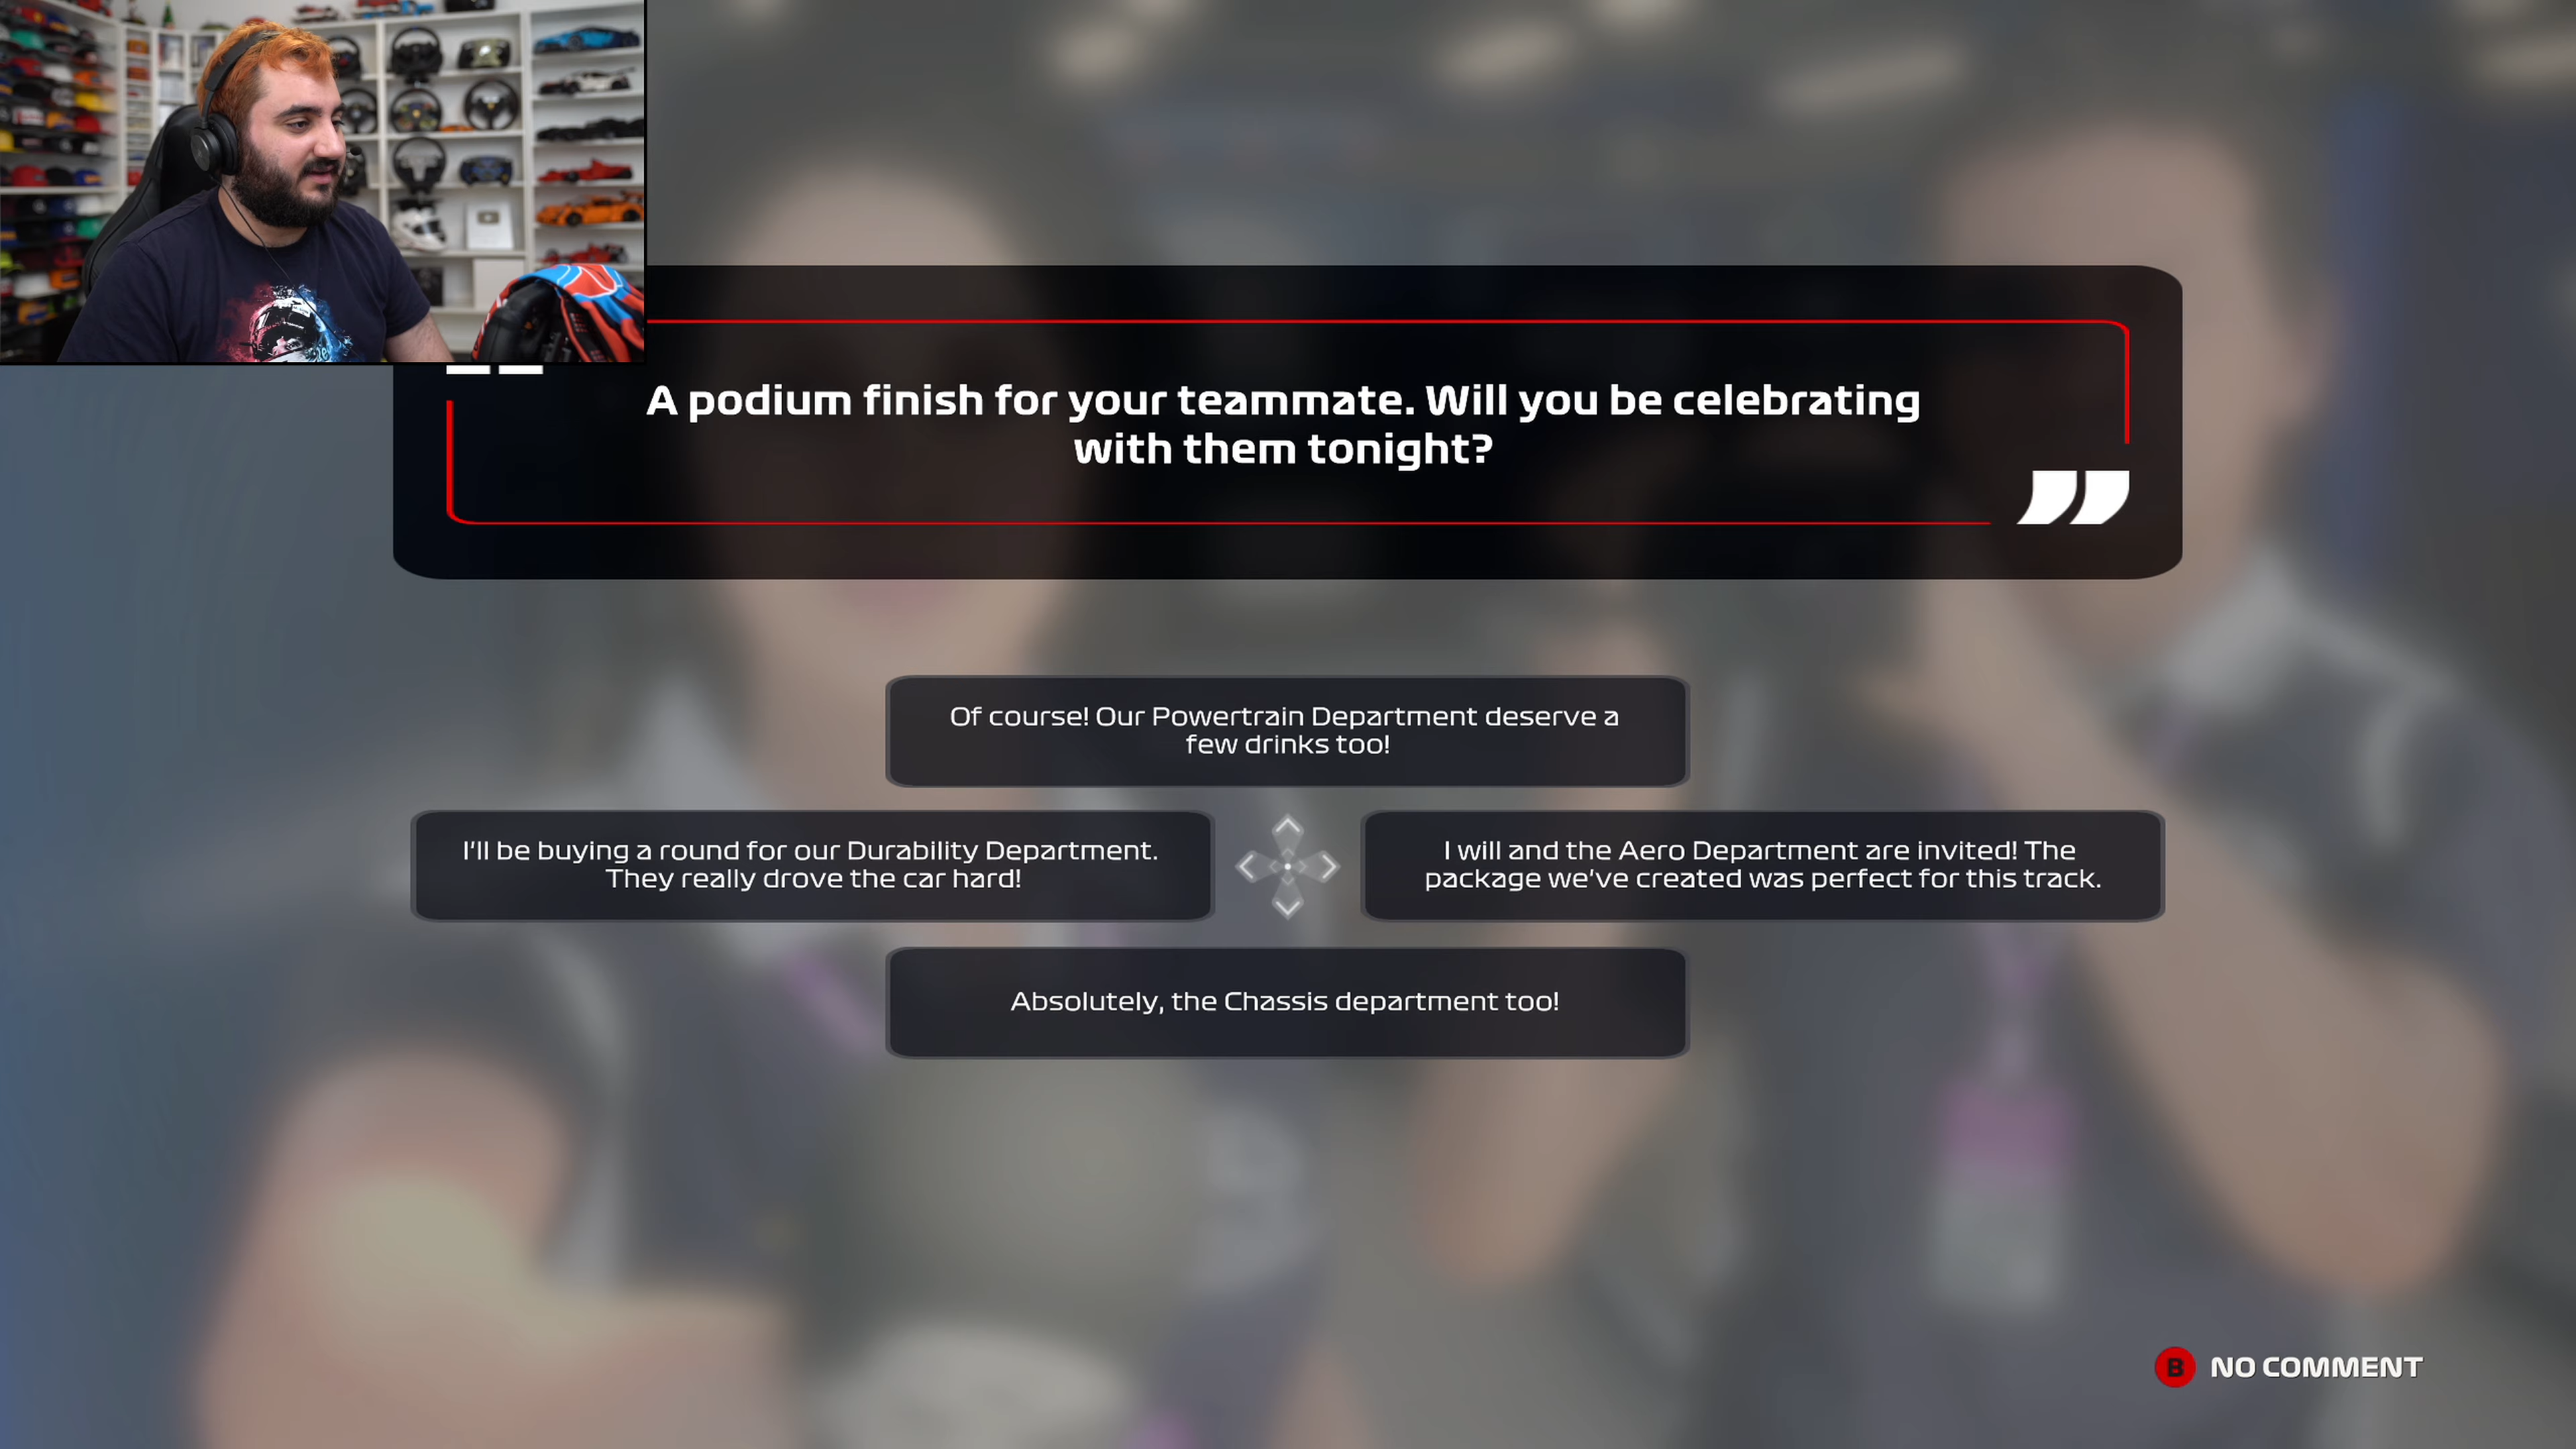 A podium finish for your teammate. Will you be celebrating
with them tonight?
Of course! Our Powertrain Department deserve a
few drinks too!
I'll be buying a round for our Durability Department.
They really drove the car hard!
I will and the Aero Department are invited! The
package we've created was perfect for this track.
Absolutely, the Chassis department too!
B NO COMMENT